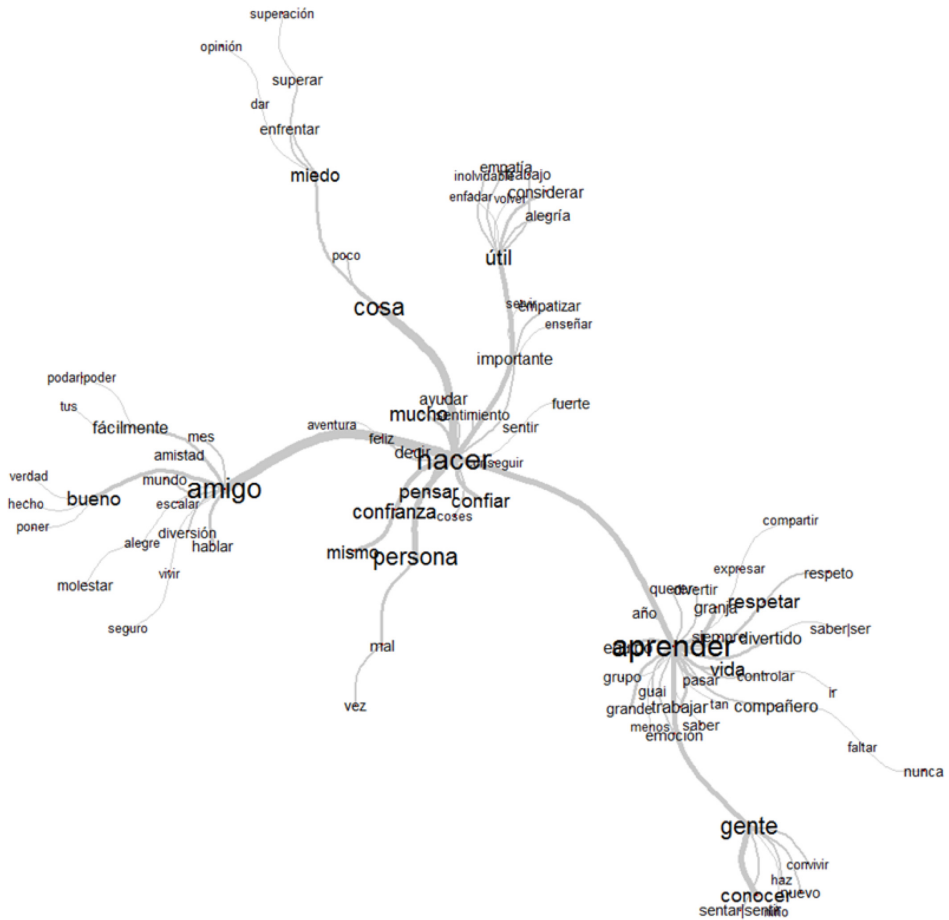 superación
opinión
superar
dar
enfrentar
miedo
empatía
inolvidable
trabajo
enfadar
volver
considerar
alegría
útil
poco
cosa
servir
empatizar
enseñar
importante
ayudar
mucho
sentimiento
fuerte
sentir
podar|poder
tus
fácilmente
mes
aventura
feliz
decir
hacer
conseguir
amistad
verdad
mundo
amigo
bueno
hecho
escalar
poner
pensar
confiar
confianza
coses
diversión
alegre
hablar
mismo
persona
molestar
vivir
seguro
mal
vez
compartir
expresar
respeto
querer
divertir
granja
respetar
año
saber|ser
siempre
divertido
aprender
vida
grupo
pasar
controlar
guai
ir
grande
trabajar
tan
compañero
menos
saber
emoción
faltar
nunca
gente
convivir
haz
conocer
nuevo
sentar|sentir
niño